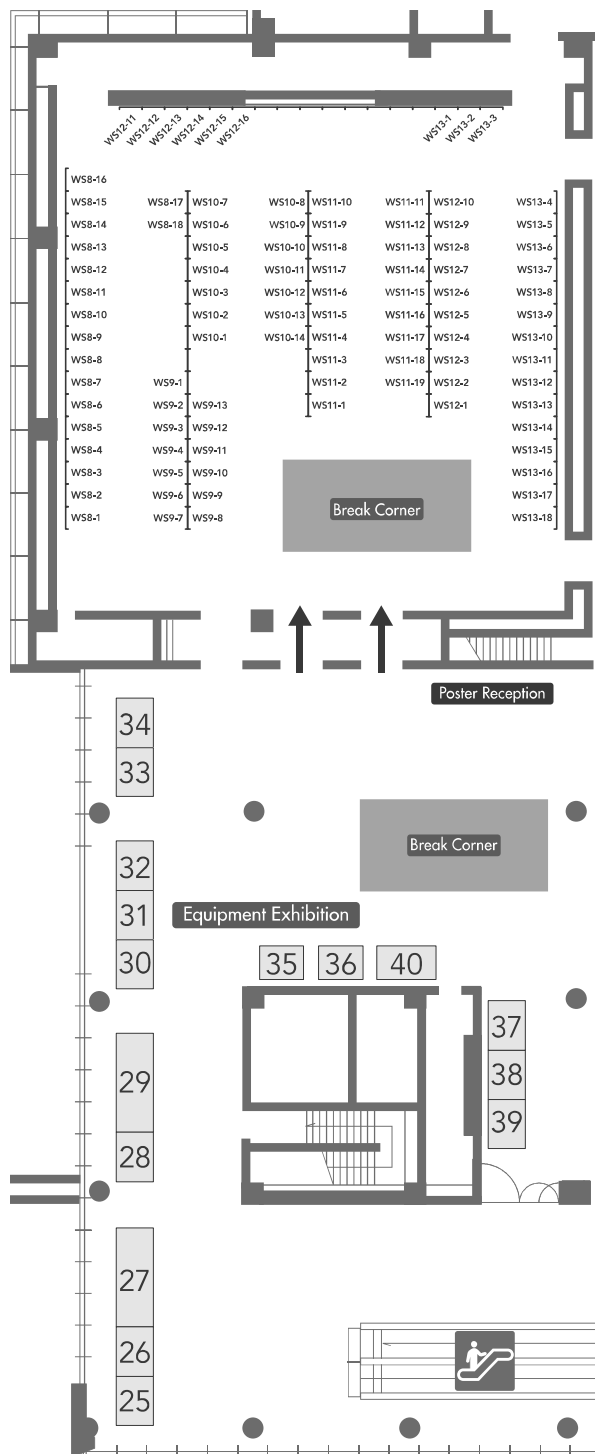 WS12-11
WS12-12
WS12-13
WS12-14
WS12-15
WS12-16
WS13-1
WS13-2
WS13-3
WS8-16
WS8-15
WS8-14
WS8-13
WS8-12
WS8-11
WS8-10
WS8-9
WS8-8
WS8-7
WS8-6
WS8-5
WS8-4
WS8-3
WS8-2
WS8-1
WS8-17
WS8-18
WS9-1
WS9-2
WS9-3
WS9-4
WS9-5
WS9-6
WS9-7
WS10-7
WS10-6
WS10-5
WS10-4
WS10-3
WS10-2
WS10-1
WS9-13
WS9-12
WS9-11
WS9-10
WS9-9
WS9-8
WS10-8
WS10-9
WS10-10
WS10-11
WS10-12
WS10-13
WS10-14
WS11-10
WS11-9
WS11-8
WS11-7
WS11-6
WS11-5
WS11-4
WS11-3
WS11-2
WS11-1
WS11-11
WS11-12
WS11-13
WS11-14
WS11-15
WS11-16
WS11-17
WS11-18
WS11-19
WS12-10
WS12-9
WS12-8
WS12-7
WS12-6
WS12-5
WS12-4
WS12-3
WS12-2
WS12-1
WS13-4
WS13-5
WS13-6
WS13-7
WS13-8
WS13-9
WS13-10
WS13-11
WS13-12
WS13-13
WS13-14
WS13-15
WS13-16
WS13-17
WS13-18
Break Corner
Poster Reception
34
33
Break Corner
32
31
30
Equipment Exhibition
35
36
40
37
38
39
29
28
27
26
25